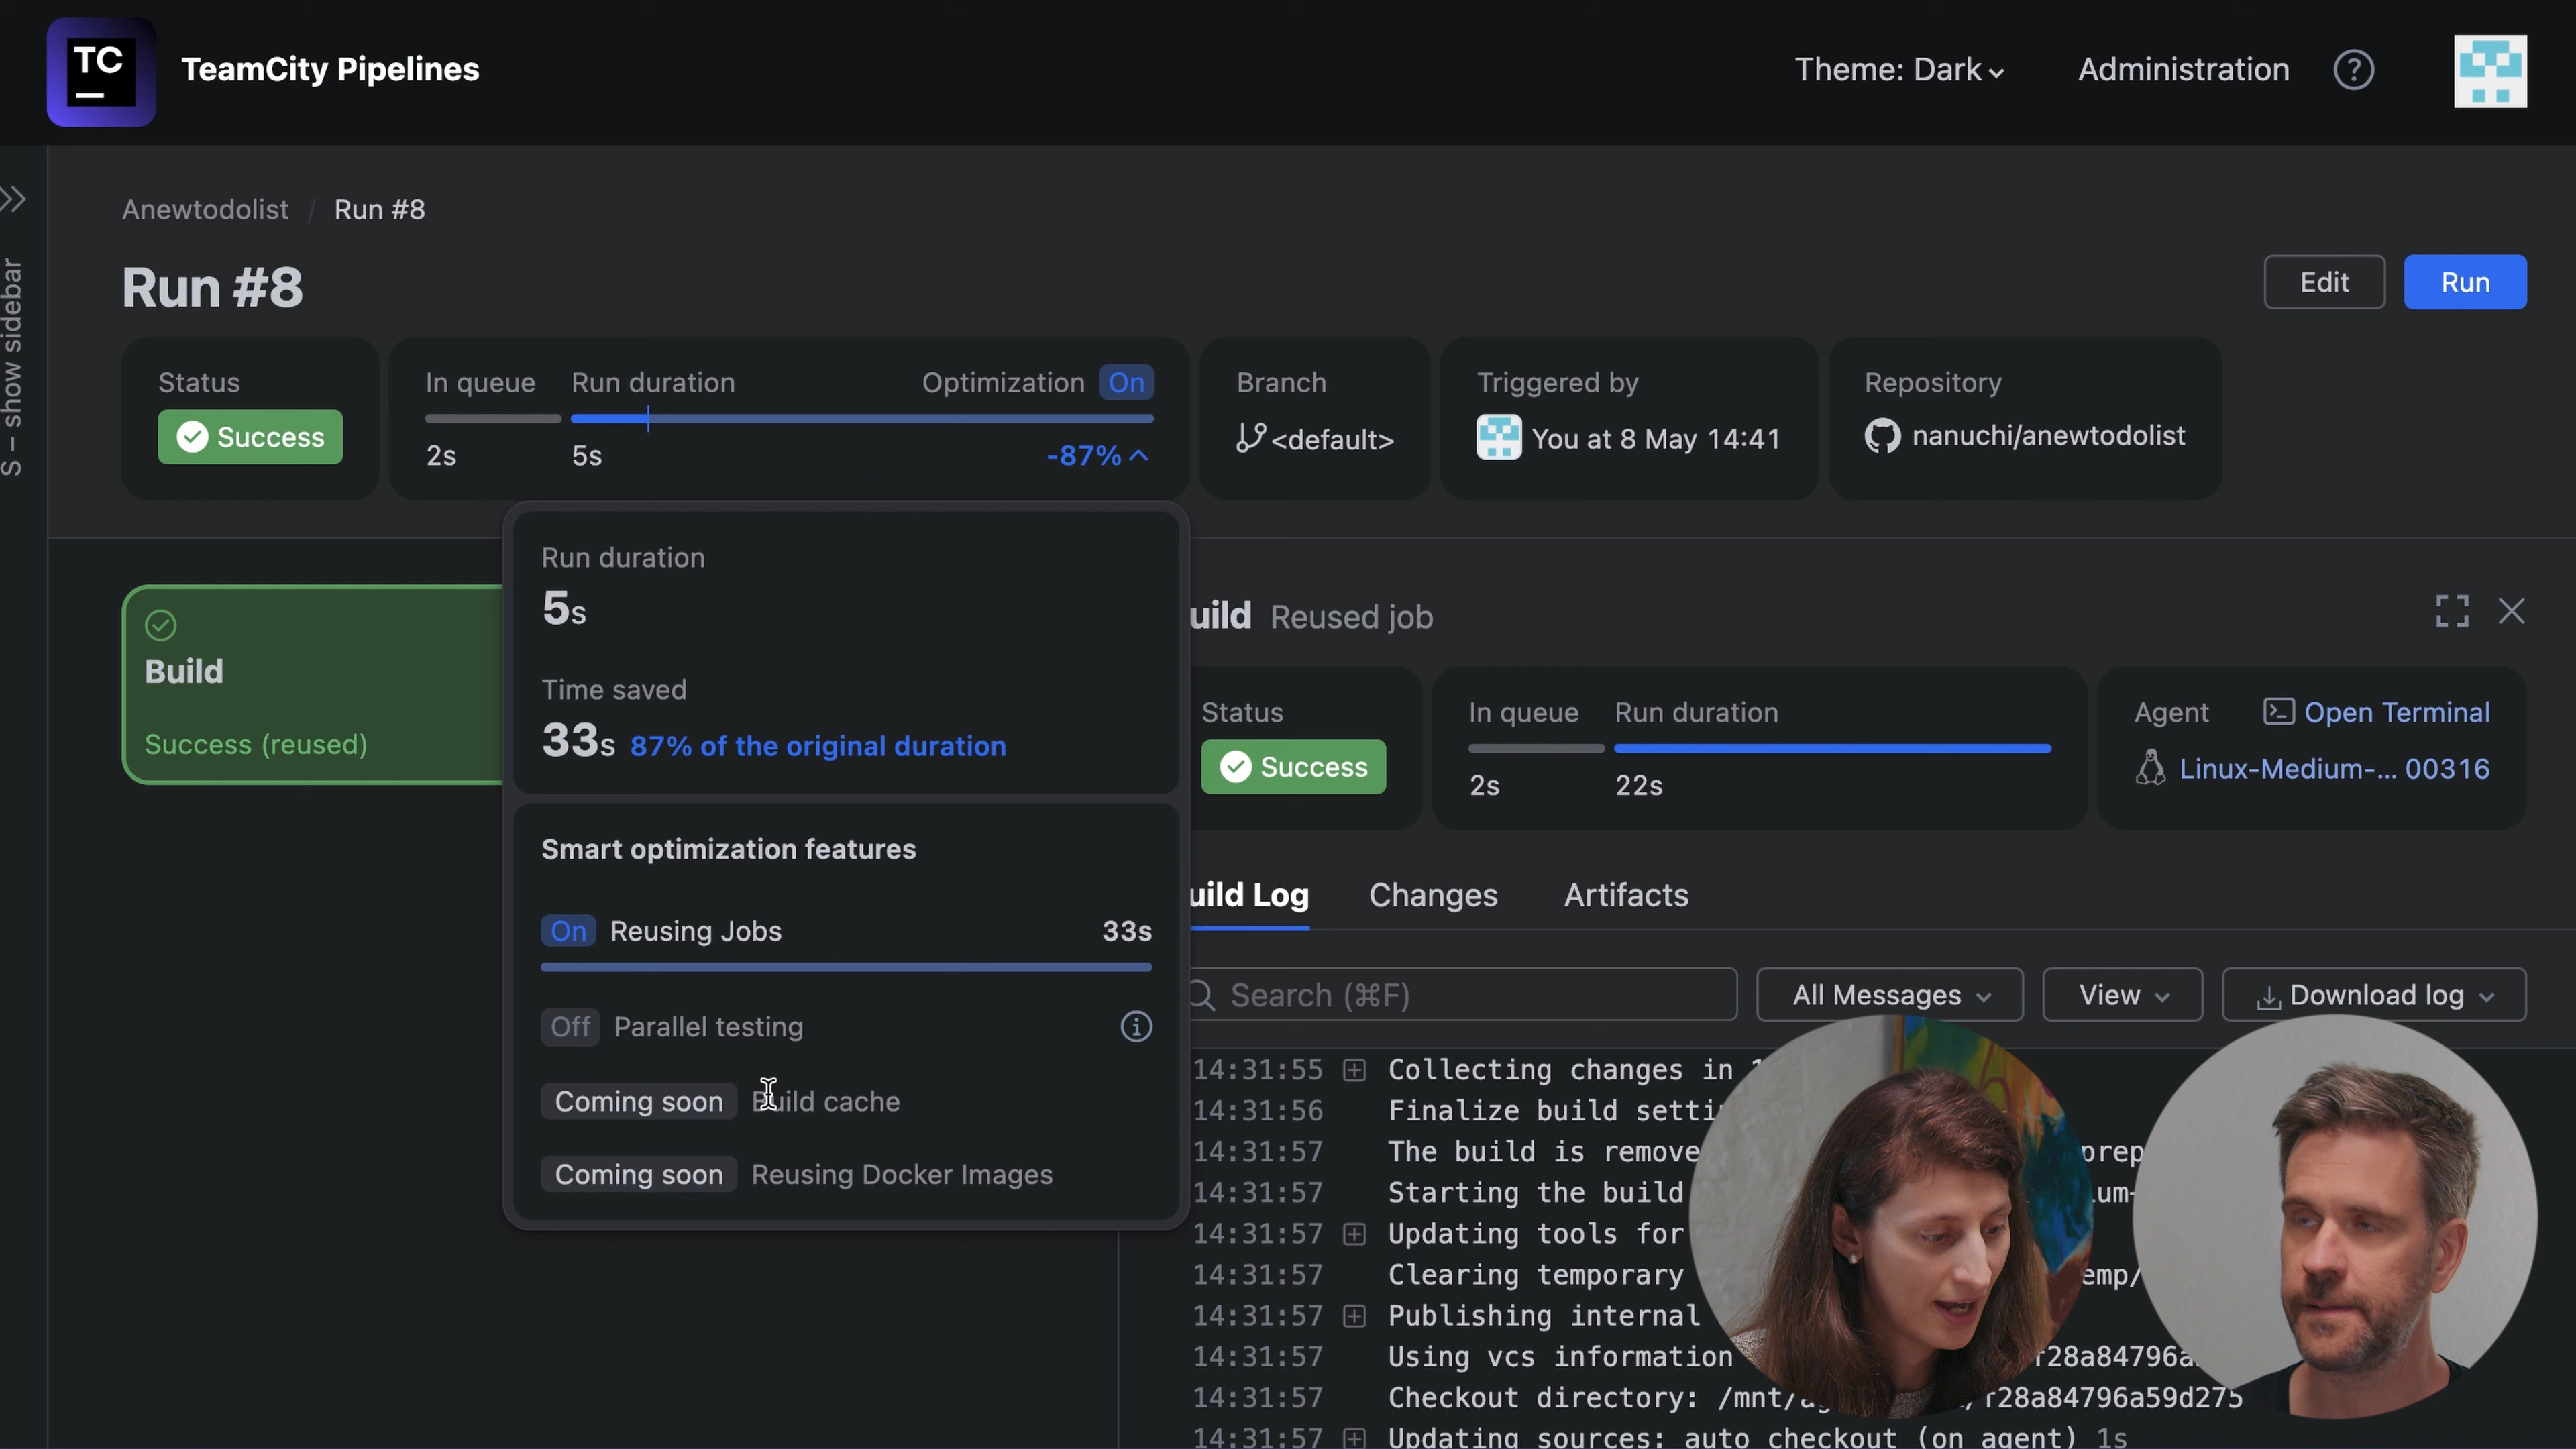 TC
TeamCity Pipelines
Theme: Dark
Administration
?
S – show sidebar
Anewtodolist / Run #8
Run #8
Edit
Run
Status
Success
In queue
2s
Run duration
5s
Optimization On
-87%
Branch
<default>
Triggered by
You at 8 May 14:41
Repository
nanuchi/anewtodolist
Build
Success (reused)
Run duration
5s
Time saved
33s 87% of the original duration
Smart optimization features
On Reusing Jobs 33s
Off Parallel testing
Coming soon Build cache
Coming soon Reusing Docker Images
uild Reused job
Status
Success
In queue
2s
Run duration
22s
Agent
Open Terminal
Linux-Medium-... 00316
uild Log
Changes
Artifacts
Search (⌘F)
All Messages
View
Download log
14:31:55 Collecting changes in
14:31:56 Finalize build setti
14:31:57 The build is remove prep
14:31:57 Starting the build um-
14:31:57 Updating tools for
14:31:57 Clearing temporary emp/
14:31:57 Publishing internal
14:31:57 Using vcs information f28a84796a
14:31:57 Checkout directory: /mnt/ag /f28a84796a59d275
14:31:57 Updating sources: auto checkout (on agent) 1s